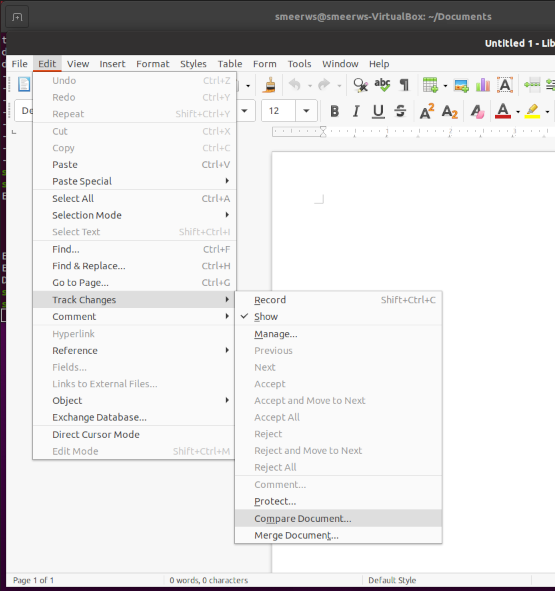 smeerws@smeerws-VirtualBox: ~/Documents
Untitled 1 - Lib
File Edit View Insert Format Styles Table Form Tools Window Help
Undo Ctrl+Z
Redo Ctrl+Y
Repeat Shift+Ctrl+Y
Cut Ctrl+X
Copy Ctrl+C
Paste Ctrl+V
Paste Special
Select All Ctrl+A
Selection Mode
Select Text Shift+Ctrl+I
Find... Ctrl+F
Find & Replace... Ctrl+H
Go to Page... Ctrl+G
Track Changes
Comment
Hyperlink
Reference
Fields...
Links to External Files...
Object
Exchange Database...
Direct Cursor Mode
Edit Mode Shift+Ctrl+M
De
12
B I U S A2 A2 A
abc
A
Record Shift+Ctrl+C
Show
Manage...
Previous
Next
Accept
Accept and Move to Next
Accept All
Reject
Reject and Move to Next
Reject All
Comment...
Protect...
Compare Document...
Merge Document...
Page 1 of 1
0 words, 0 characters
Default Style